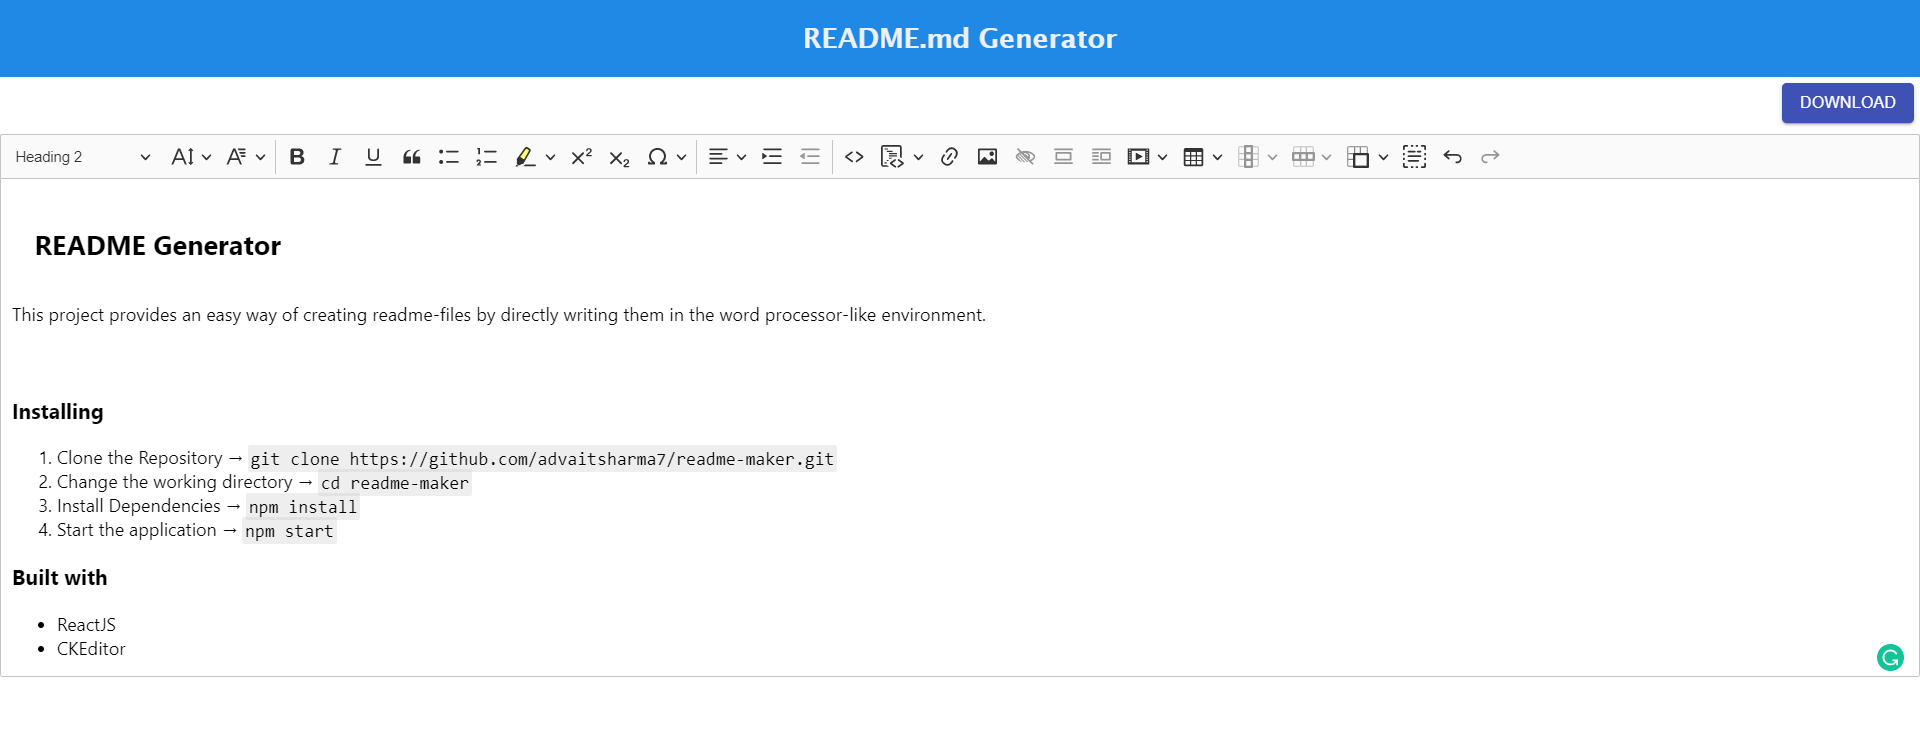 README.md Generator
DOWNLOAD
Heading 2
README Generator
This project provides an easy way of creating readme-files by directly writing them in the word processor-like environment.
Installing
1. Clone the Repository → git clone https://github.com/advaitsharma7/readme-maker.git
2. Change the working directory → cd readme-maker
3. Install Dependencies → npm install
4. Start the application → npm start
Built with
• ReactJS
• CKEditor